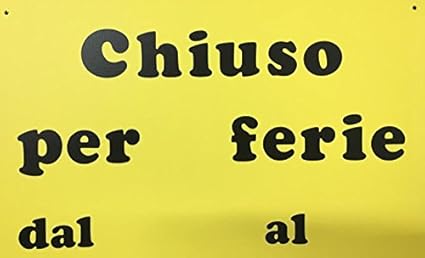 Chiuso
per ferie
dal al